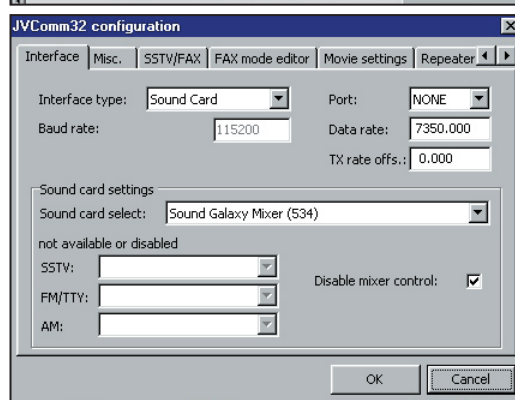 JVComm32 configuration
Interface Misc. SSTV/FAX FAX mode editor Movie settings Repeater
Interface type: Sound Card Port: NONE
Baud rate: 115200 Data rate: 7350.000
TX rate offs.: 0.000
Sound card settings
Sound card select: Sound Galaxy Mixer (534)
not available or disabled
SSTV:
Disable mixer control:
FM/TTY:
AM:
OK Cancel